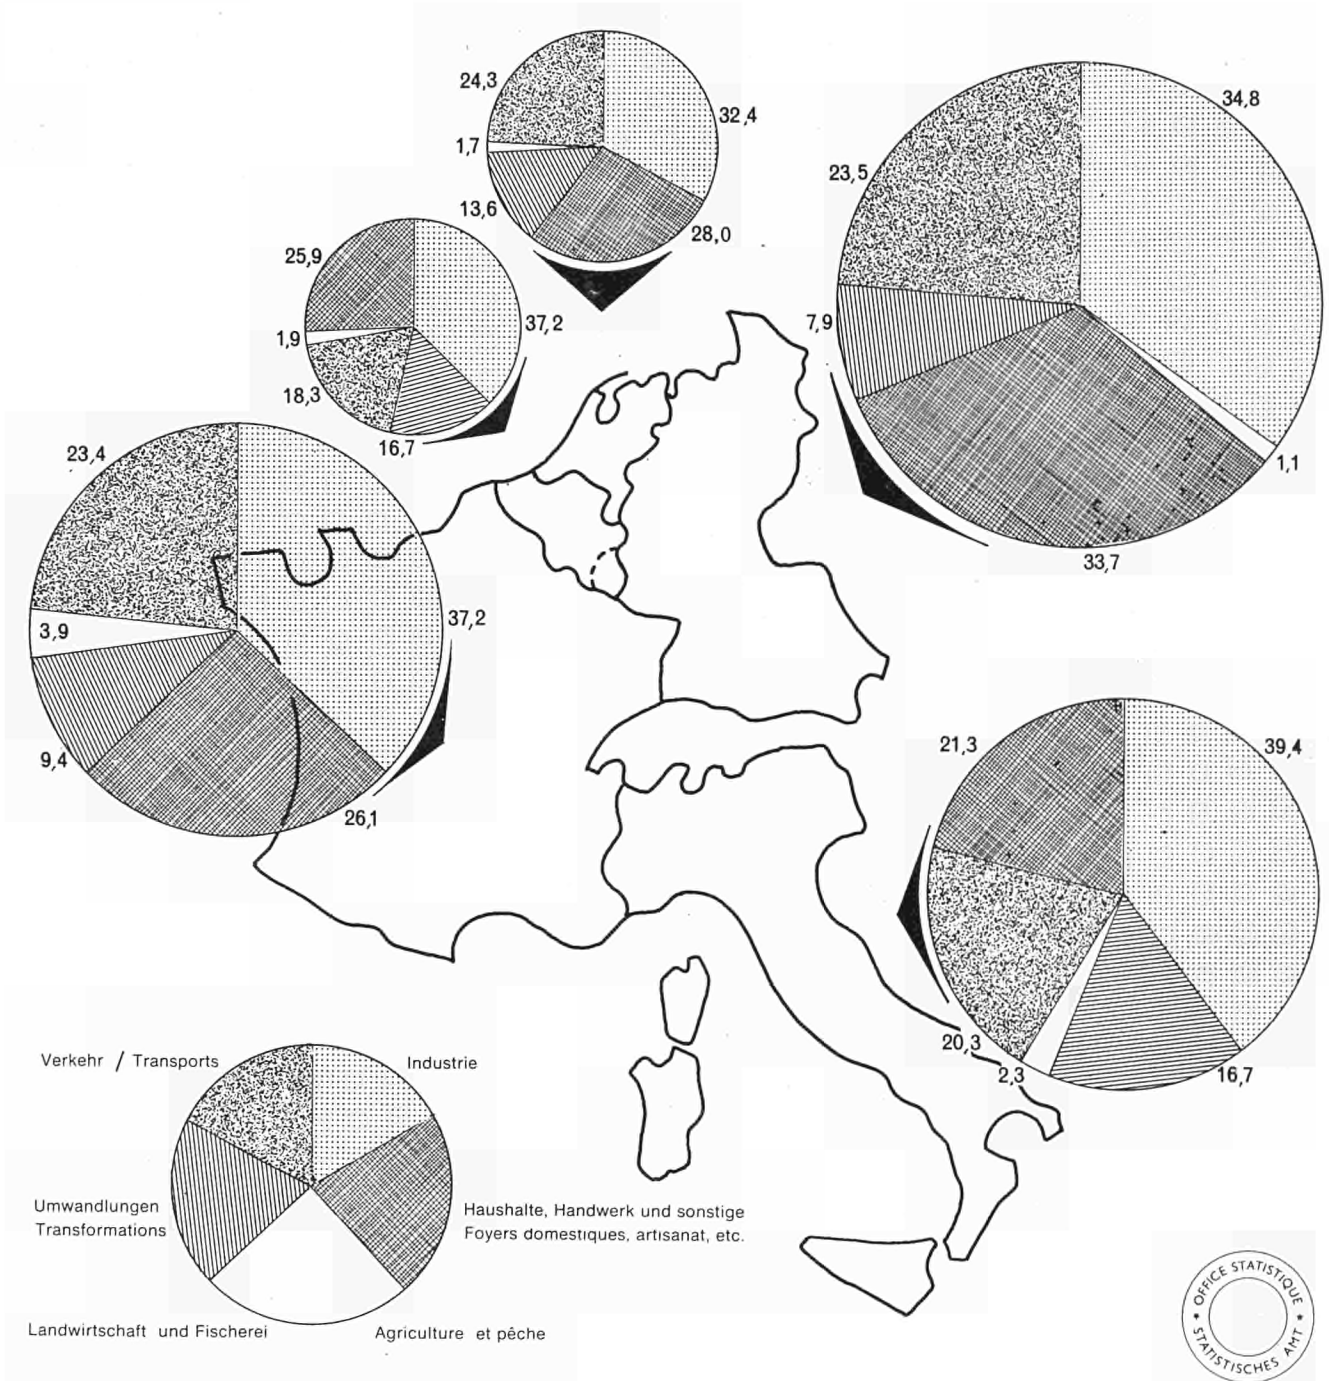 24,3
32,4
1,7
13,6
28,0
34,8
23,5
7,9
1,1
33,7
25,9
37,2
1,9
18,3
16,7
23,4
37,2
3,9
9,4
26,1
21,3
39,4
20,3
2,3
16,7
Verkehr / Transports
Industrie
Umwandlungen
Transformations
Haushalte, Handwerk und sonstige
Foyers domestiques, artisanat, etc.
Landwirtschaft und Fischerei
Agriculture et pêche
OFFICE STATISTIQUE
STATISTISCHES AMT